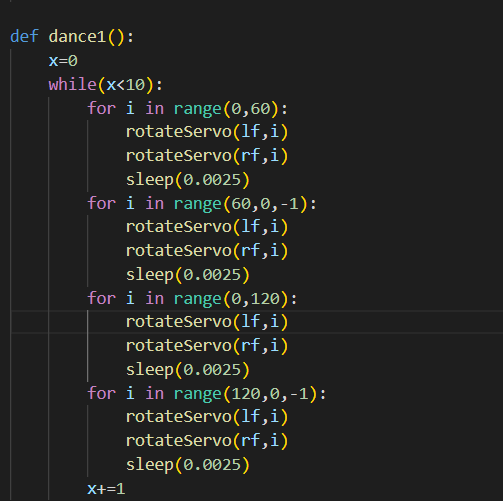 def dance1():
    x=0
    while(x<10):
        for i in range(0,60):
            rotateServo(lf,i)
            rotateServo(rf,i)
            sleep(0.0025)
        for i in range(60,0,-1):
            rotateServo(lf,i)
            rotateServo(rf,i)
            sleep(0.0025)
        for i in range(0,120):
            rotateServo(lf,i)
            rotateServo(rf,i)
            sleep(0.0025)
        for i in range(120,0,-1):
            rotateServo(lf,i)
            rotateServo(rf,i)
            sleep(0.0025)
        x+=1